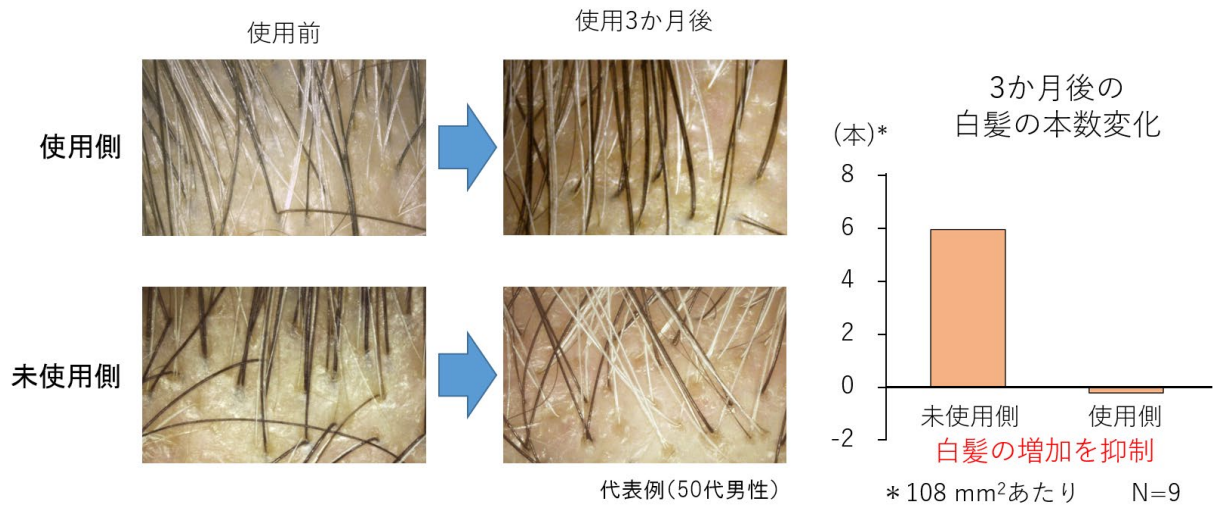 使用前
使用3か月後
使用側
未使用側
代表例(50代男性)
3か月後の
白髪の本数変化
(本)*
8
6
4
2
0
-2
未使用側
使用側
白髪の増加を抑制
* 108 mm²あたり N=9